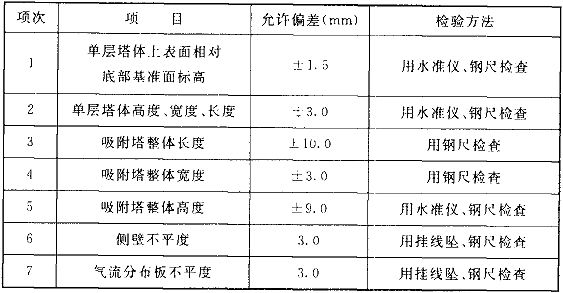 项次 项 目 允许偏差(mm) 检验方法
1 单层塔体上表面相对底部基准面标高 ±1.5 用水准仪、钢尺检查
2 单层塔体高度、宽度、长度 ±3.0 用水准仪、钢尺检查
3 吸附塔整体长度 ±10.0 用钢尺检查
4 吸附塔整体宽度 ±3.0 用钢尺检查
5 吸附塔整体高度 ±9.0 用水准仪、钢尺检查
6 侧壁不平度 3.0 用挂线坠、钢尺检查
7 气流分布板不平度 3.0 用挂线坠、钢尺检查